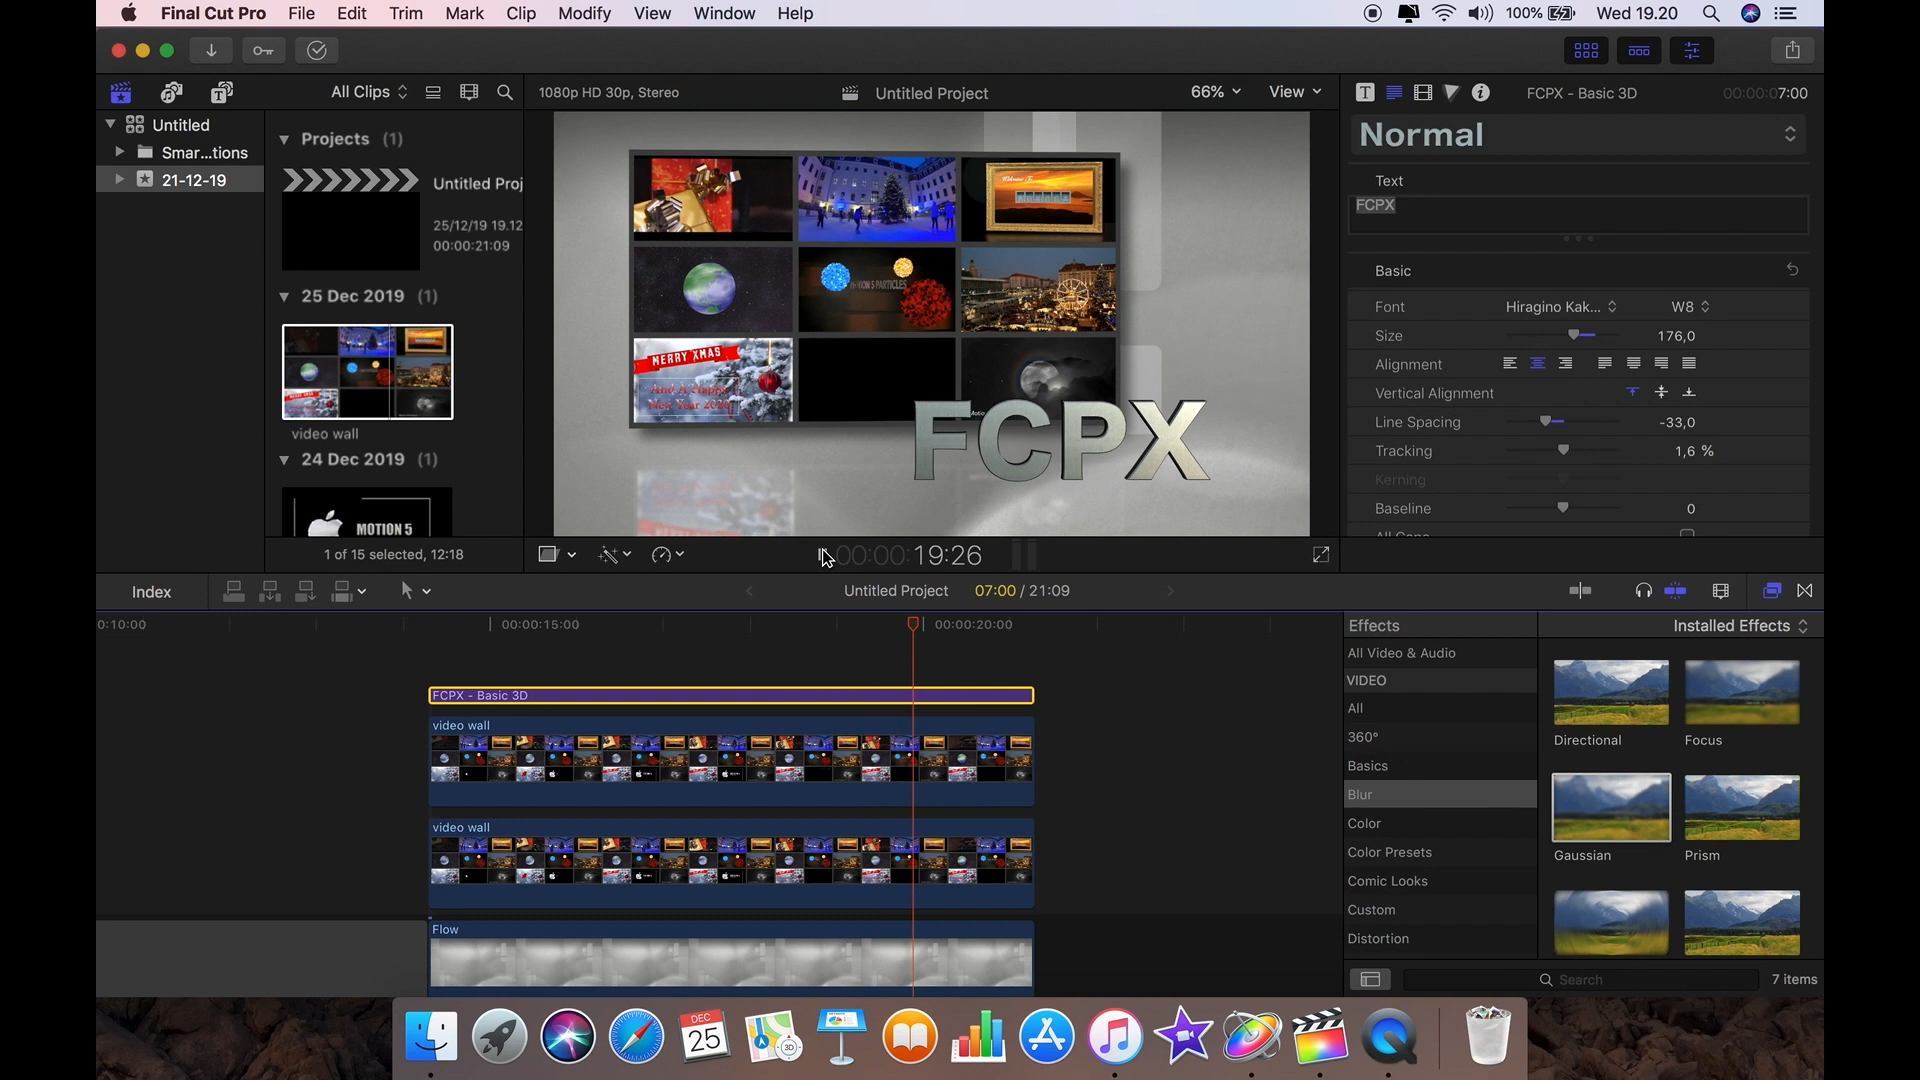 Final Cut Pro File Edit Trim Mark Clip Modify View Window Help 100% Wed 19.20
All Clips 1080p HD 30p, Stereo Untitled Project 66% View FCPX - Basic 3D 00:00:07:00
Untitled
Smar...tions
21-12-19
Projects (1)
Untitled Proj
25/12/19 19.12
00:00:21:09
25 Dec 2019 (1)
video wall
24 Dec 2019 (1)
MOTION 5
1 of 15 selected, 12:18
MERRY XMAS
And A Happy
New Year 2020
FCPX
00:00:19:26
Normal
Text
FCPX
Basic
Font Hiragino Kak... W8
Size 176,0
Alignment
Vertical Alignment
Line Spacing -33,0
Tracking 1,6 %
Kerning
Baseline 0
Index Untitled Project 07:00 / 21:09
0:10:00 00:00:15:00 00:00:20:00
FCPX - Basic 3D
video wall
video wall
Flow
Effects Installed Effects
All Video & Audio
VIDEO
All
360°
Basics
Blur
Color
Color Presets
Comic Looks
Custom
Distortion
Directional Focus
Gaussian Prism
Search 7 items
DEC
25
3D